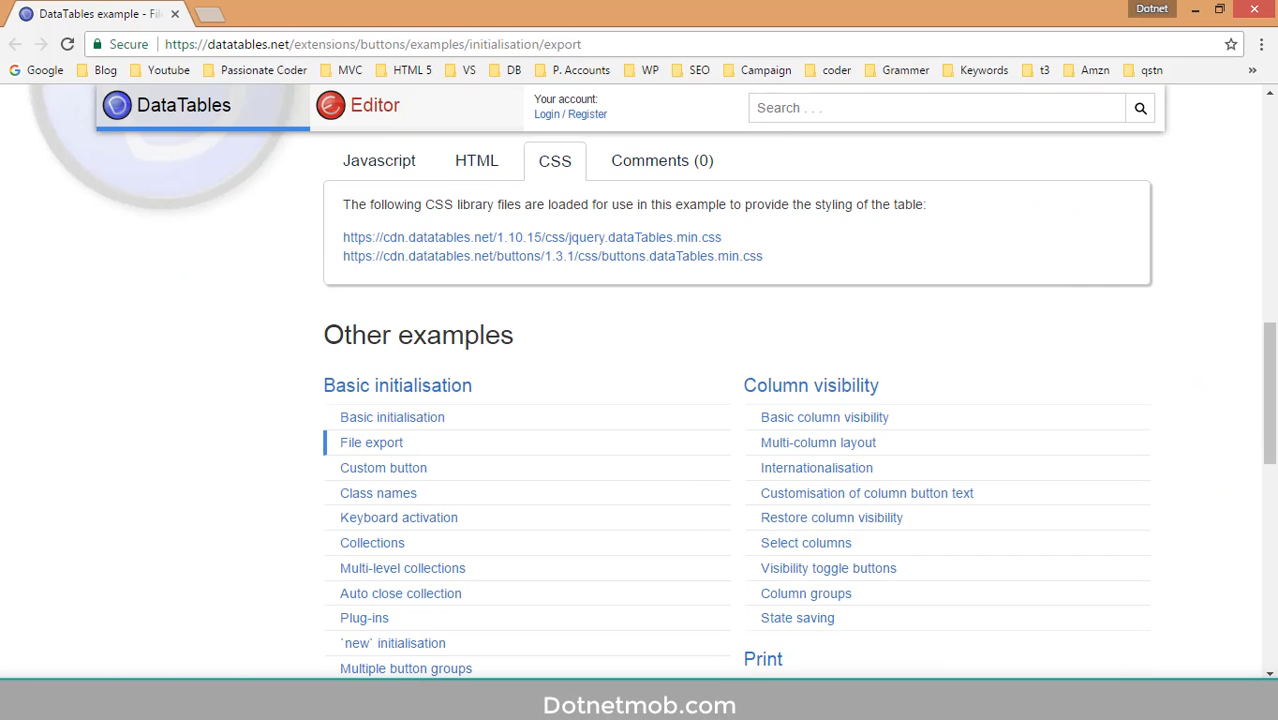 DataTables example - Fil
Dotnet
Secure
https://datatables.net/extensions/buttons/examples/initialisation/export
Google Blog Youtube Passionate Coder MVC HTML 5 VS DB P. Accounts WP SEO Campaign coder Grammer Keywords t3 Amzn qstn »
DataTables
Editor
Your account:
Login / Register
Search . . .
Javascript HTML CSS Comments (0)
The following CSS library files are loaded for use in this example to provide the styling of the table:
https://cdn.datatables.net/1.10.15/css/jquery.dataTables.min.css
https://cdn.datatables.net/buttons/1.3.1/css/buttons.dataTables.min.css
Other examples
Basic initialisation
Basic initialisation
File export
Custom button
Class names
Keyboard activation
Collections
Multi-level collections
Auto close collection
Plug-ins
`new` initialisation
Multiple button groups
Column visibility
Basic column visibility
Multi-column layout
Internationalisation
Customisation of column button text
Restore column visibility
Select columns
Visibility toggle buttons
Column groups
State saving
Print
Dotnetmob.com